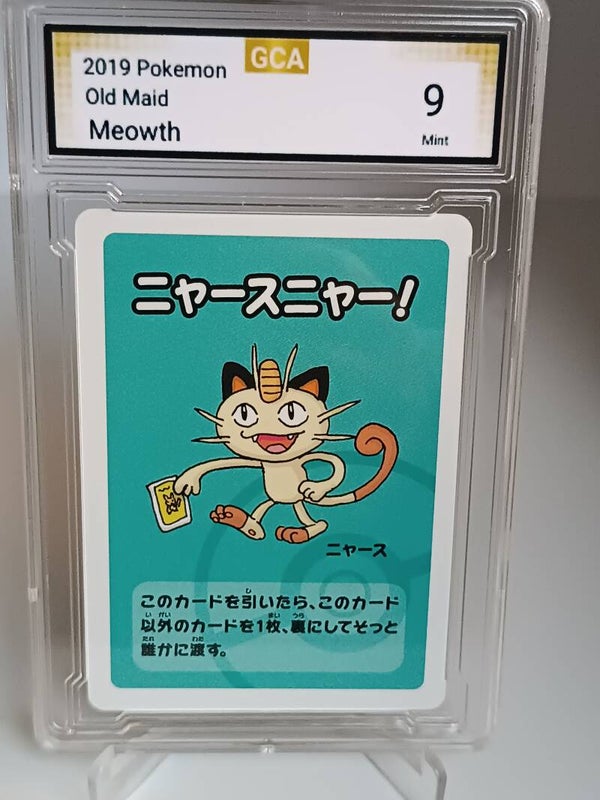 GCA
2019 Pokemon
Old Maid
Meowth
9
Mint
ニャースニャー!
ニャース
このカードを引いたら、このカード
以外のカードを1枚、裏にしてそっと
誰かに渡す。